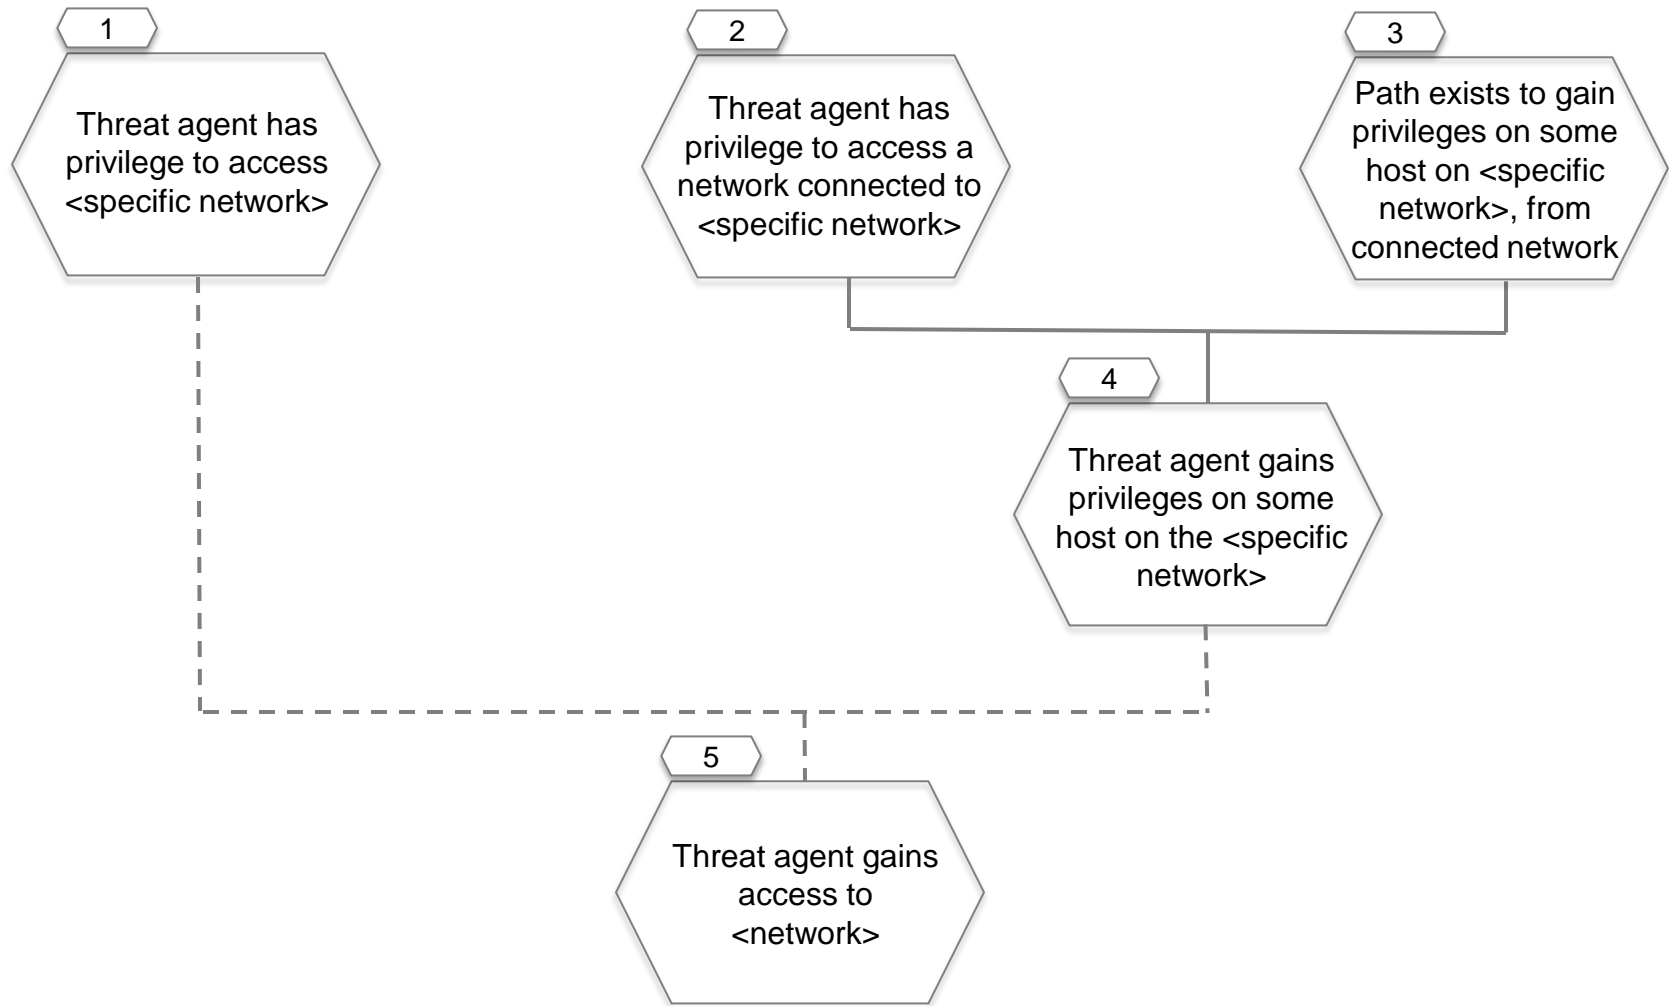 1
Threat agent has
privilege to access
<specific network>
2
Threat agent has
privilege to access a
network connected to
<specific network>
3
Path exists to gain
privileges on some
host on <specific
network>, from
connected network
4
Threat agent gains
privileges on some
host on the <specific
network>
5
Threat agent gains
access to
<network>